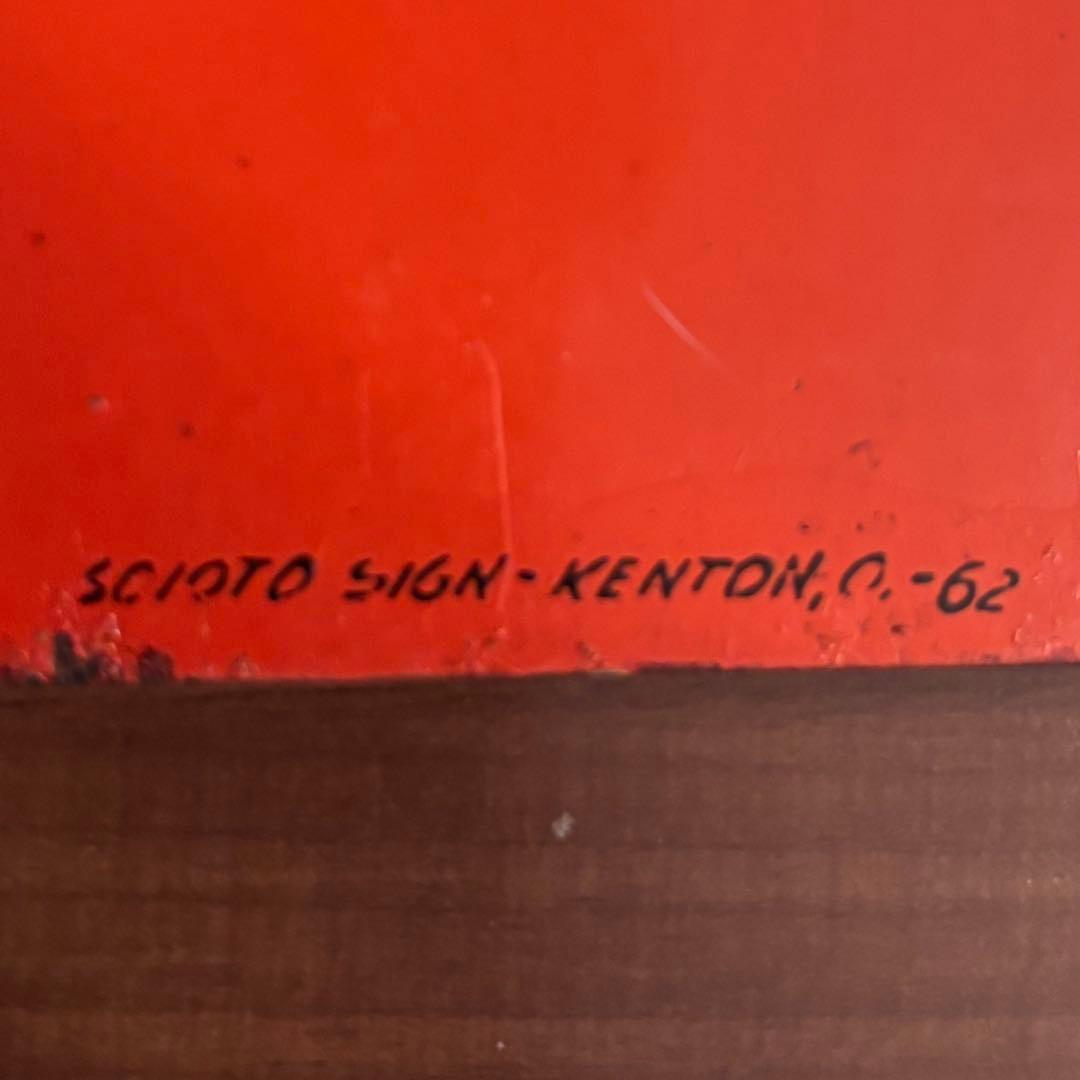 SCIOTO SIGN - KENTON, O. - 62